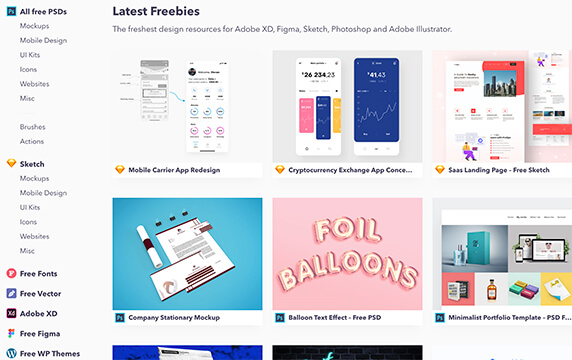 All free PSDs
Mockups
Mobile Design
UI Kits
Icons
Websites
Misc
Brushes
Actions
Sketch
Mockups
Mobile Design
UI Kits
Icons
Websites
Misc
Free Fonts
Free Vector
Adobe XD
Free Figma
Free WP Themes
Latest Freebies
The freshest design resources for Adobe XD, Figma, Sketch, Photoshop and Adobe Illustrator.
26 234,23
41,43
Mobile Carrier App Redesign
Cryptocurrency Exchange App Conce...
Saas Landing Page - Free Sketch
FOIL
BALLOONS
Company Stationary Mockup
Balloon Text Effect - Free PSD
Minimalist Portfolio Template - PSD F...